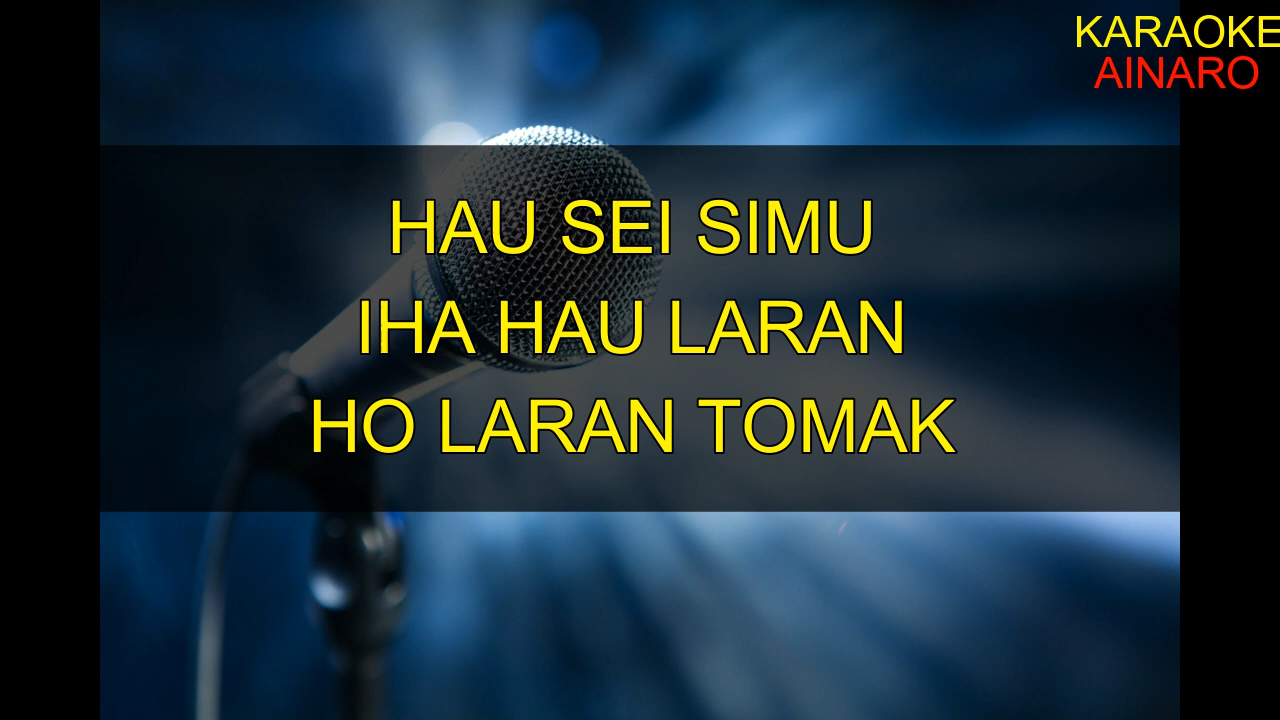 KARAOKE
AINARO
HAU SEI SIMU
IHA HAU LARAN
HO LARAN TOMAK